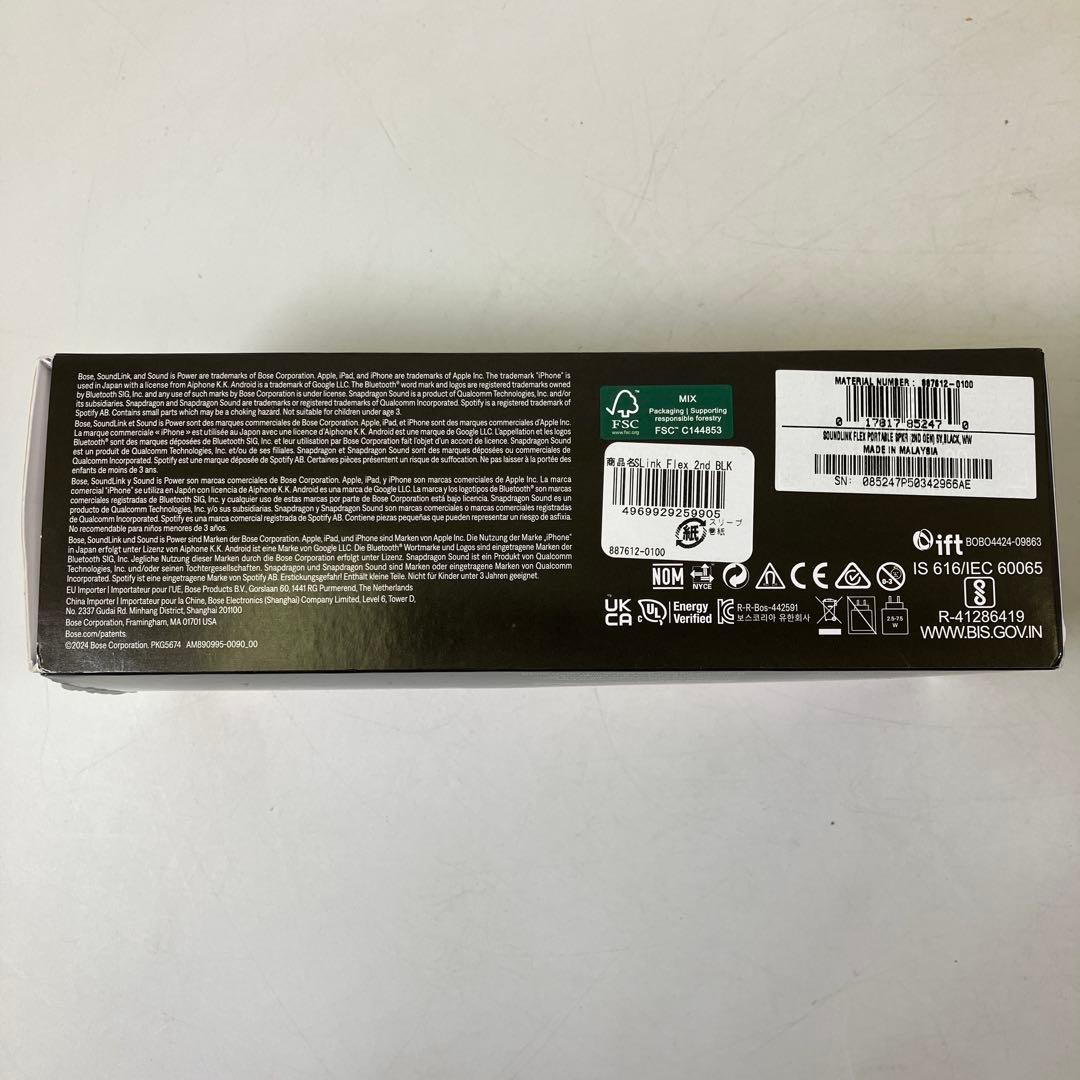 Bose, SoundLink, and Sound is Power are trademarks of Bose Corporation. Apple, iPad, and iPhone are trademarks of Apple Inc. The trademark "iPhone" is
used in Japan with a license from Aiphone K.K. Android is a trademark of Google LLC. The Bluetooth® word mark and logos are registered trademarks owned
by Bluetooth SIG, Inc. and any use of such marks by Bose Corporation is under license. Snapdragon Sound is a product of Qualcomm Technologies, Inc. and/or
its subsidiaries. Snapdragon and Snapdragon Sound are trademarks or registered trademarks of Qualcomm Incorporated. Spotify is a registered trademark of
Spotify AB. Contains small parts which may be a choking hazard. Not suitable for children under age 3.
Bose, SoundLink et Sound is Power sont des marques commerciales de Bose Corporation. Apple, iPad, et iPhone sont des marques commerciales d'Apple Inc.
La marque commerciale « iPhone » est utilisée au Japon avec une licence d'Aiphone K.K. Android est une marque de Google LLC. L'appellation et les logos
Bluetooth® sont des marques déposées de Bluetooth SIG, Inc. et leur utilisation par Bose Corporation fait l'objet d'un accord de licence. Snapdragon Sound
est un produit de Qualcomm Technologies, Inc. et/ou de ses filiales. Snapdragon et Snapdragon Sound sont des marques déposées ou commerciales de Qualcomm
Incorporated. Spotify est une marque déposée de Spotify AB. Certaines pièces présentent un risque de suffocation. Ne pas laisser à la portée des
enfants de moins de 3 ans.
Bose, SoundLink y Sound is Power son marcas comerciales de Bose Corporation. Apple, iPad, y iPhone son marcas comerciales de Apple Inc. La marca
comercial "iPhone" se utiliza en Japón con licencia de Aiphone K.K. Android es una marca de Google LLC. La marca y los logotipos de Bluetooth® son marcas
comerciales registradas de Bluetooth SIG, Inc. y cualquier uso de estas marcas por parte de Bose Corporation es bajo licencia. Snapdragon Sound es un
producto de Qualcomm Technologies, Inc. y/o sus subsidiarias. Snapdragon y Snapdragon Sound son marcas comerciales o marcas comerciales registradas
de Qualcomm Incorporated. Spotify es una marca comercial registrada de Spotify AB. Contiene piezas pequeñas que pueden representar un riesgo de asfixia.
No recomendable para niños menores de 3 años.
Bose, SoundLink und Sound is Power sind Marken der Bose Corporation. Apple, iPad, und iPhone sind Marken von Apple Inc. Die Nutzung der Marke „iPhone"
in Japan erfolgt unter Lizenz von Aiphone K.K. Android ist eine Marke von Google LLC. Die Bluetooth® Wortmarke und Logos sind eingetragene Marken der
Bluetooth SIG, Inc. Jegliche Nutzung dieser Marken durch die Bose Corporation erfolgt unter Lizenz. Snapdragon Sound ist ein Produkt von Qualcomm
Technologies, Inc. und/oder seinen Tochtergesellschaften. Snapdragon und Snapdragon Sound sind Marken oder eingetragene Marken von Qualcomm
Incorporated. Spotify ist eine eingetragene Marke von Spotify AB. Erstickungsgefahr! Enthält kleine Teile. Nicht für Kinder unter 3 Jahren geeignet.
EU Importer | Importateur pour l'UE, Bose Products B.V., Gorslaan 60, 1441 RG Purmerend, The Netherlands
China Importer | Importateur pour la Chine, Bose Electronics (Shanghai) Company Limited, Level 6, Tower D,
No. 2337 Gudai Rd. Minhang District, Shanghai 201100
Bose Corporation, Framingham, MA 01701 USA
Bose.com/patents.
©2024 Bose Corporation. PKG5674 AM890995-0090_00
FSC
www.fsc.org
MIX
Packaging | Supporting
responsible forestry
FSC™ C144853
商品名SLink Flex 2nd BLK
4969929259905
紙
スリーブ
巻紙
887612-0100
MATERIAL NUMBER: 887612-0100
0 17817 85247 0
SOUNDLINK FLEX PORTABLE SPKR (2ND GEN) 5V,BLACK, WW
MADE IN MALAYSIA
SN: 085247P50342966AE
ift BOBO4424-09863
IS 616/IEC 60065
R-41286419
WWW.BIS.GOV.IN
NOM
NYCE
CE
0-3
UK
CA
c UL
Energy
Verified
R-R-Bos-442591
보스코리아 유한회사
2.5-7.5
W